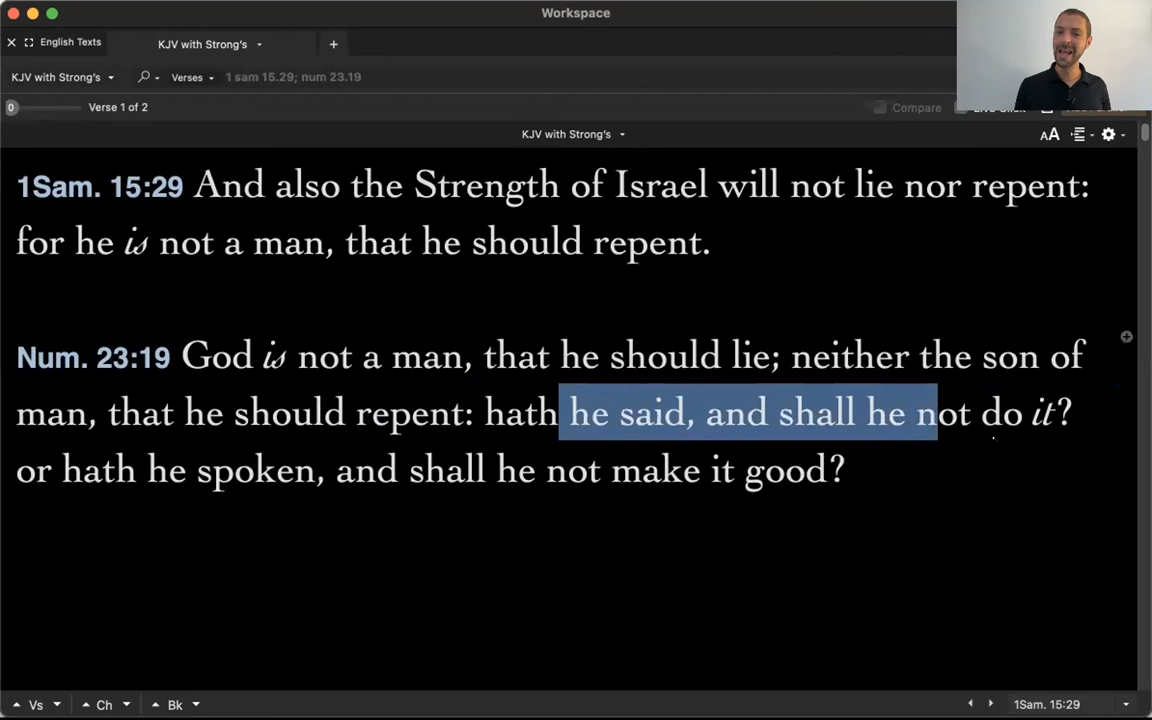 Workspace
English Texts
KJV with Strong's
+
KJV with Strong's
Verses
1 sam 15.29; num 23.19
0
Verse 1 of 2
Compare
KJV with Strong's
AA
1Sam. 15:29 And also the Strength of Israel will not lie nor repent:
for he is not a man, that he should repent.
Num. 23:19 God is not a man, that he should lie; neither the son of
man, that he should repent: hath he said, and shall he not do it?
or hath he spoken, and shall he not make it good?
Vs
Ch
Bk
1Sam. 15:29